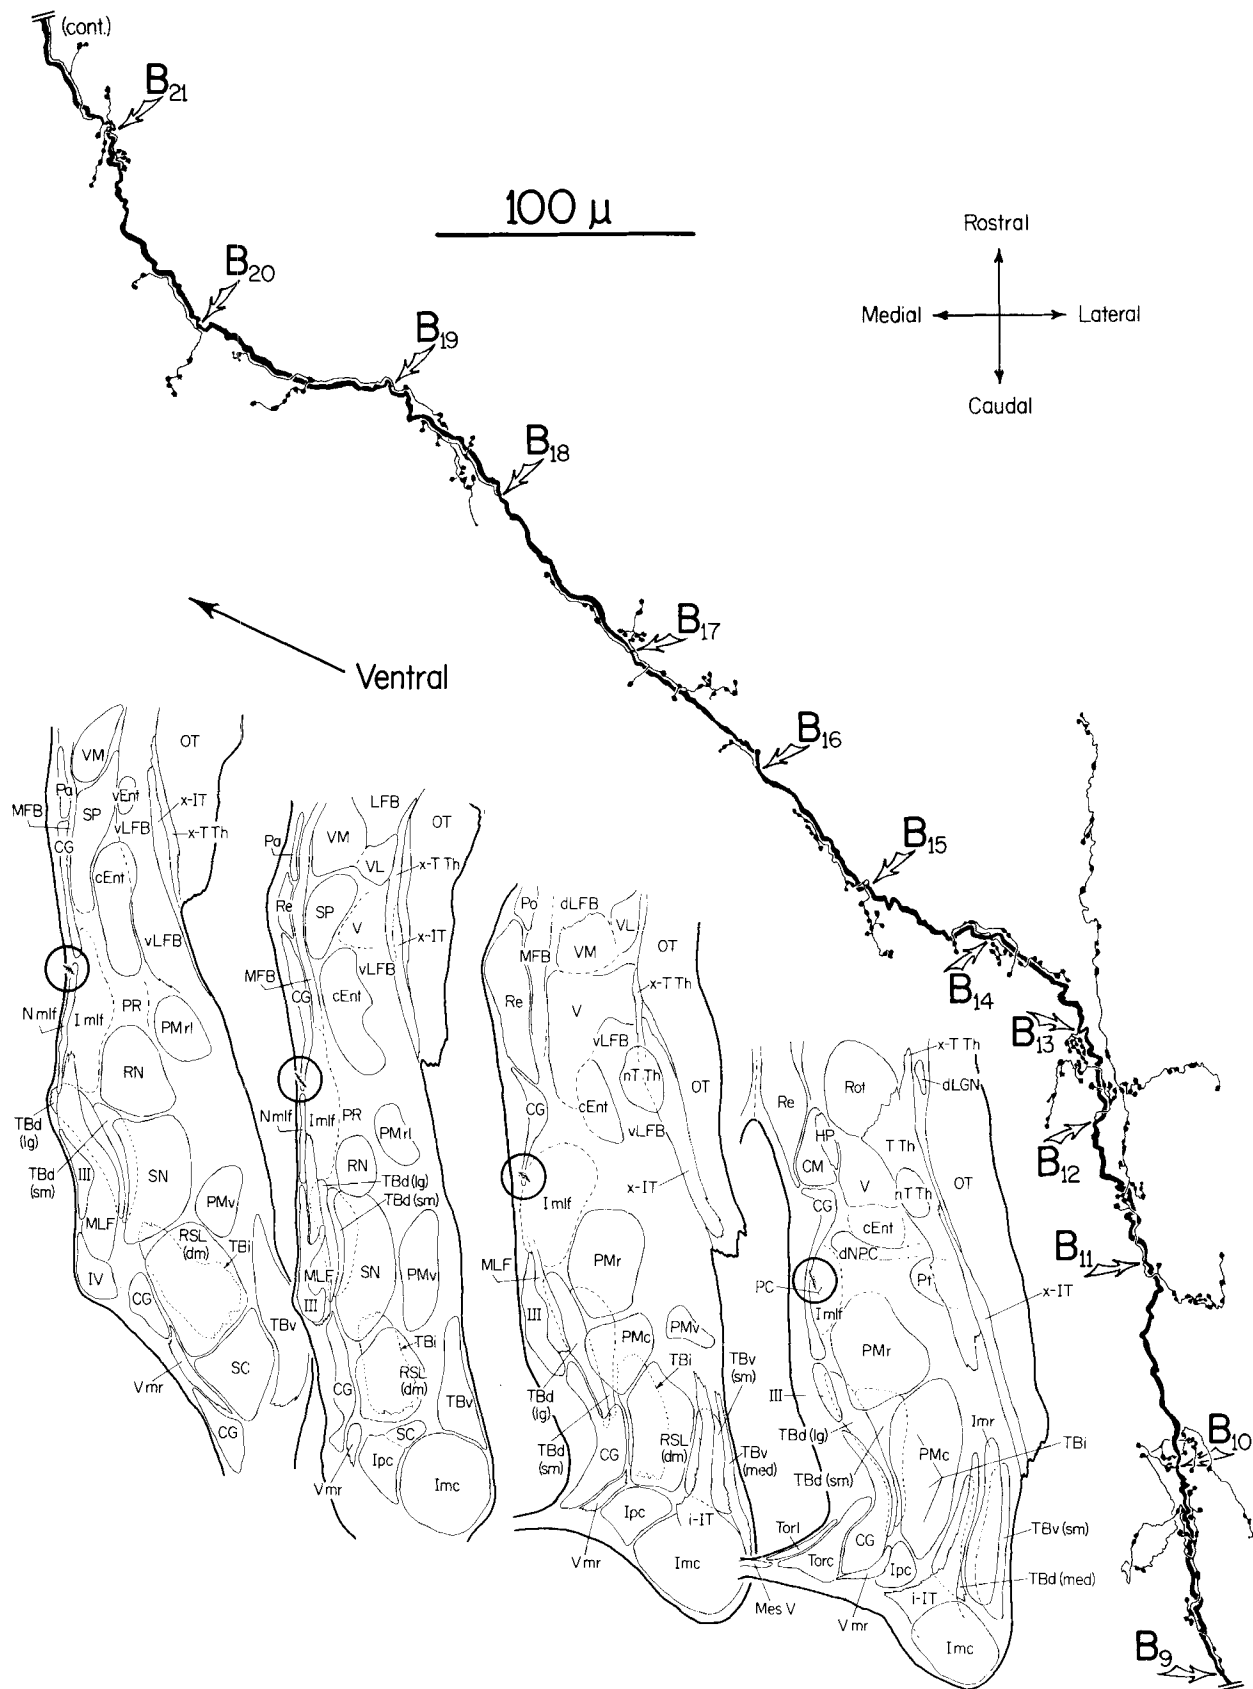 (cont.)
B21
100 µ
Rostral
B20
Medial
Lateral
B19
Caudal
B18
B17
Ventral
B16
B15
B14
B13
B12
B11
B10
B9
VM
OT
Pa
SP
vEnt
x-IT
MFB
vLFB
x-T Th
CG
cEnt
vLFB
N mlf
I mlf
PR
PMrl
RN
TBd (lg)
TBd (sm)
III
SN
MLF
PMv
RSL (dm)
TBi
IV
CG
TBv
V mr
SC
CG
LFB
OT
VM
Pa
VL
x-T Th
Re
SP
V
x-IT
MFB
vLFB
CG
cEnt
N mlf
I mlf
PR
PMrl
RN
TBd (lg)
TBd (sm)
MLF
SN
PMv
III
TBi
CG
RSL (dm)
TBv
SC
V mr
Ipc
Imc
Po
dLFB
VL
MFB
VM
OT
x-T Th
Re
V
vLFB
nT Th
OT
CG
cEnt
vLFB
x-IT
I mlf
MLF
PMr
III
PMc
PMv
TBi
TBv (sm)
TBd (lg)
TBd (sm)
RSL (dm)
CG
TBv (med)
V mr
Ipc
i-IT
Imc
Mes V
x-T Th
dLGN
Re
Rot
HP
T Th
CM
V
nT Th
OT
CG
cEnt
dNPC
PC
Pt
x-IT
I mlf
PMr
III
TBd (lg)
Imr
TBi
TBd (sm)
PMc
Torl
Torc
CG
Ipc
TBv (sm)
V mr
i-IT
TBd (med)
Imc